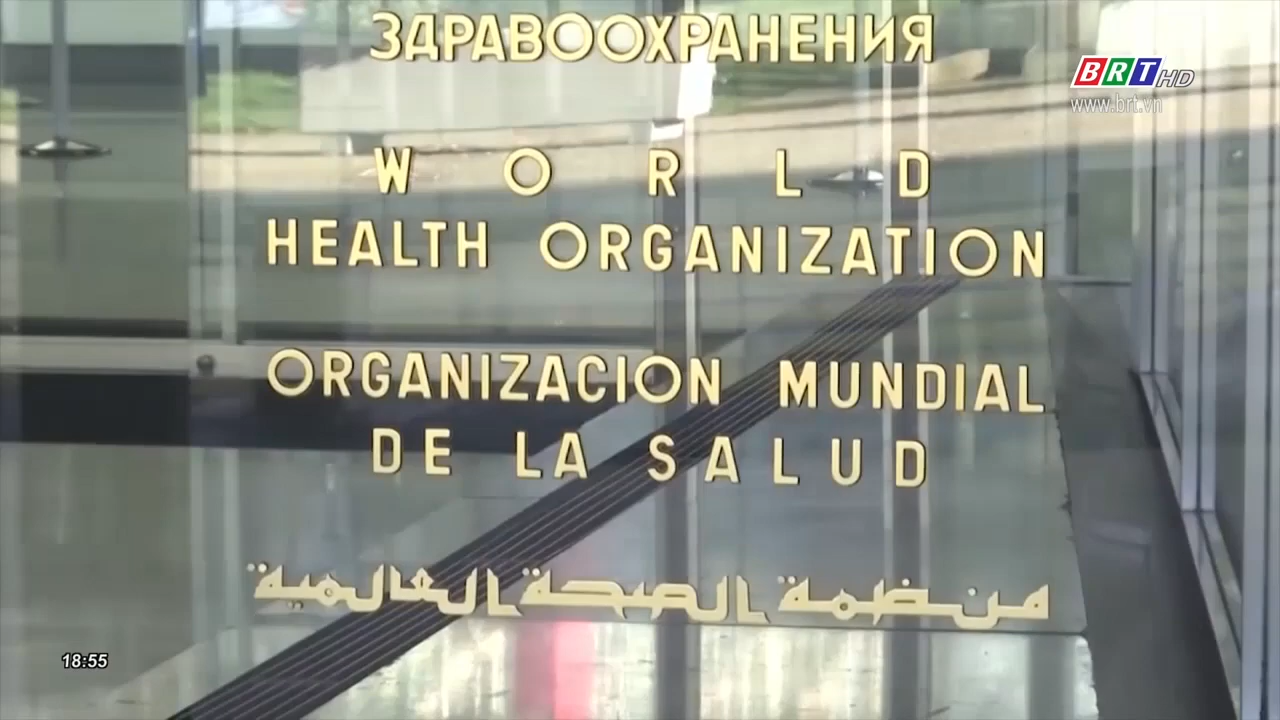 ЗДРАВООХРАНЕНИЯ
BRT HD
www.brt.vn
WORLD
HEALTH ORGANIZATION
ORGANIZACION MUNDIAL
DE LA SALUD
منظمة الصحة العالمية
18:55